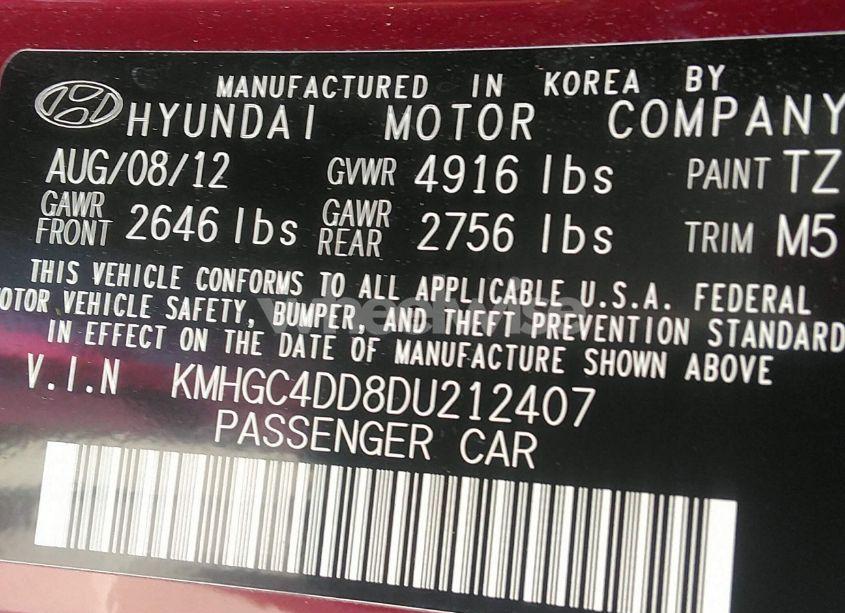 MANUFACTURED IN KOREA BY
HYUNDAI MOTOR COMPANY
AUG/08/12 GVWR 4916 lbs PAINT TZ
GAWR FRONT 2646 lbs GAWR REAR 2756 lbs TRIM M5
THIS VEHICLE CONFORMS TO ALL APPLICABLE U.S.A. FEDERAL
MOTOR VEHICLE SAFETY, BUMPER, AND THEFT PREVENTION STANDARD
IN EFFECT ON THE DATE OF MANUFACTURE SHOWN ABOVE
V.I.N KMHGC4DD8DU212407
PASSENGER CAR
wheelwise